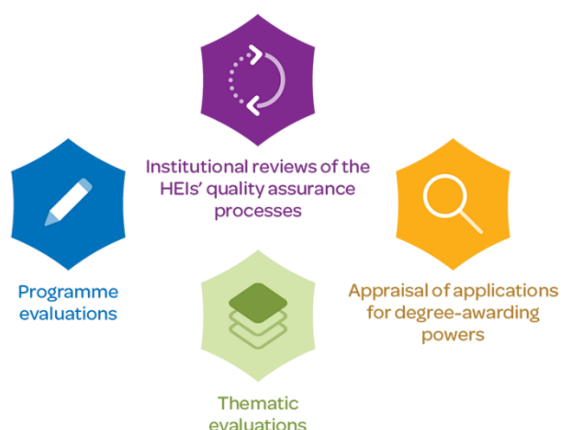 Institutional reviews of the
HEIs' quality assurance
processes
Programme
evaluations
Appraisal of applications
for degree-awarding
powers
Thematic
evaluations